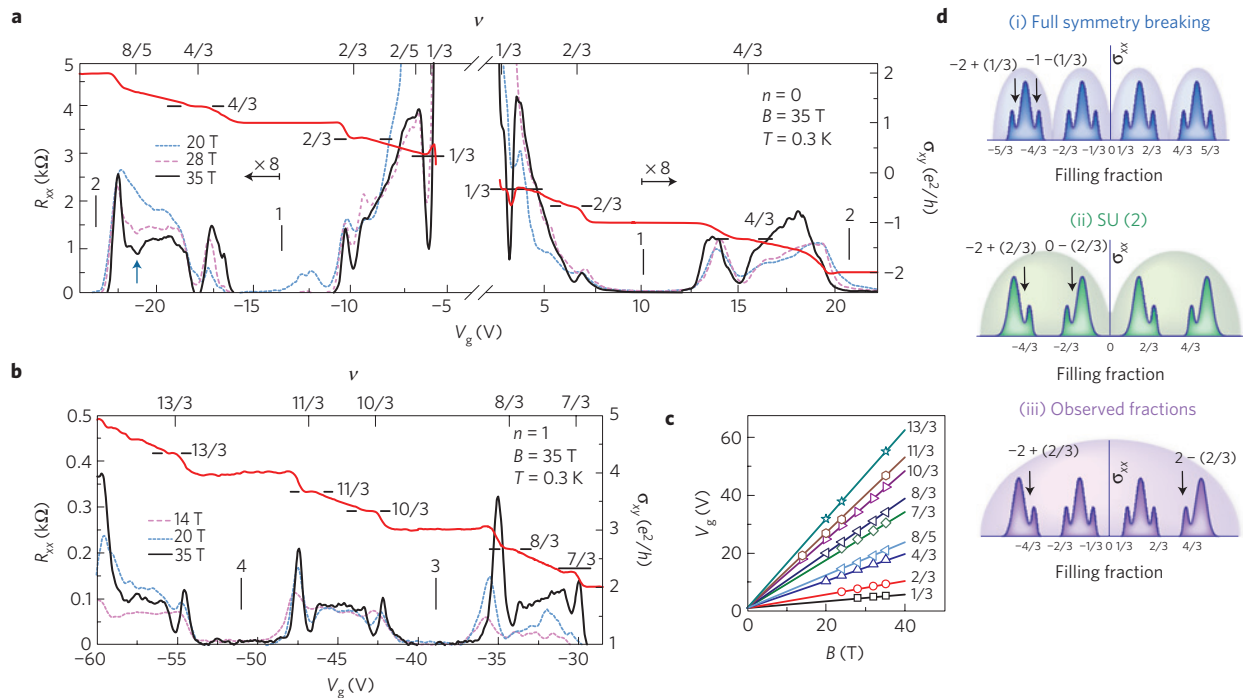 a
ν
8/5 4/3 2/3 2/5 1/3 1/3 2/3 4/3
5
4
3
2
1
0
Rxx (kΩ)
2
1
0
−1
−2
σxy (e²/h)
4/3
2/3
1/3
20 T
28 T
35 T
× 8
2
1
n = 0
B = 35 T
T = 0.3 K
× 8
1/3
2/3
4/3
1
2
−20 −15 −10 −5 5 10 15 20
Vg (V)
b
ν
13/3 11/3 10/3 8/3 7/3
0.5
0.4
0.3
0.2
0.1
0
Rxx (kΩ)
5
4
3
2
1
σxy (e²/h)
13/3
11/3
10/3
8/3
7/3
n = 1
B = 35 T
T = 0.3 K
14 T
20 T
35 T
4
3
−60 −55 −50 −45 −40 −35 −30
Vg (V)
c
60
40
20
0
Vg (V)
13/3
11/3
10/3
8/3
7/3
8/5
4/3
2/3
1/3
0 20 40
B (T)
d
(i) Full symmetry breaking
−2 + (1/3) −1 −(1/3)
σxx
−5/3 −4/3 −2/3 −1/3 0 1/3 2/3 4/3 5/3
Filling fraction
(ii) SU (2)
−2 + (2/3) 0 − (2/3)
σxx
−4/3 −2/3 0 2/3 4/3
Filling fraction
(iii) Observed fractions
−2 + (2/3) 2 − (2/3)
σxx
−4/3 −2/3 −1/3 0 1/3 2/3 4/3
Filling fraction